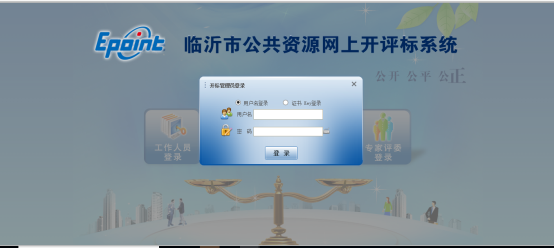 Epoint 临沂市公共资源网上开评标系统
公开 公平 公正
开标管理员登录
用户名登录 证书Key登录
用户名
密 码
登 录
工作人员
登录
专家评委
登录